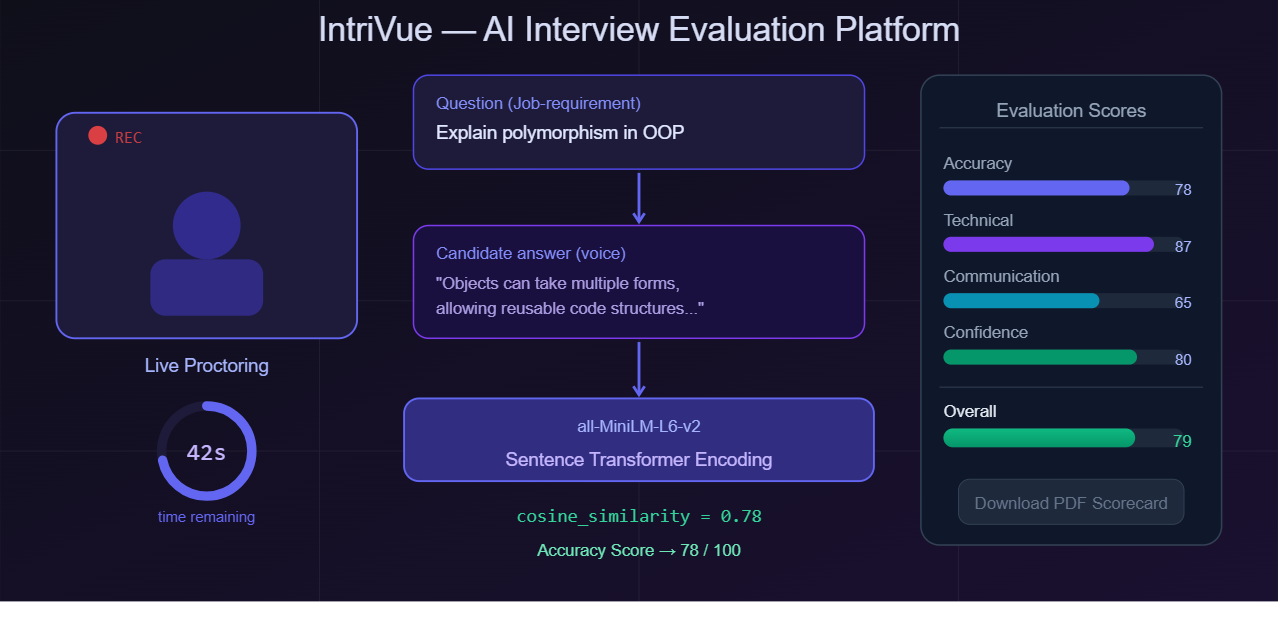 IntriVue — AI Interview Evaluation Platform
REC
Live Proctoring
42s
time remaining
Question (Job-requirement)
Explain polymorphism in OOP
Candidate answer (voice)
"Objects can take multiple forms,
allowing reusable code structures..."
all-MiniLM-L6-v2
Sentence Transformer Encoding
cosine_similarity = 0.78
Accuracy Score → 78 / 100
Evaluation Scores
Accuracy
78
Technical
87
Communication
65
Confidence
80
Overall
79
Download PDF Scorecard